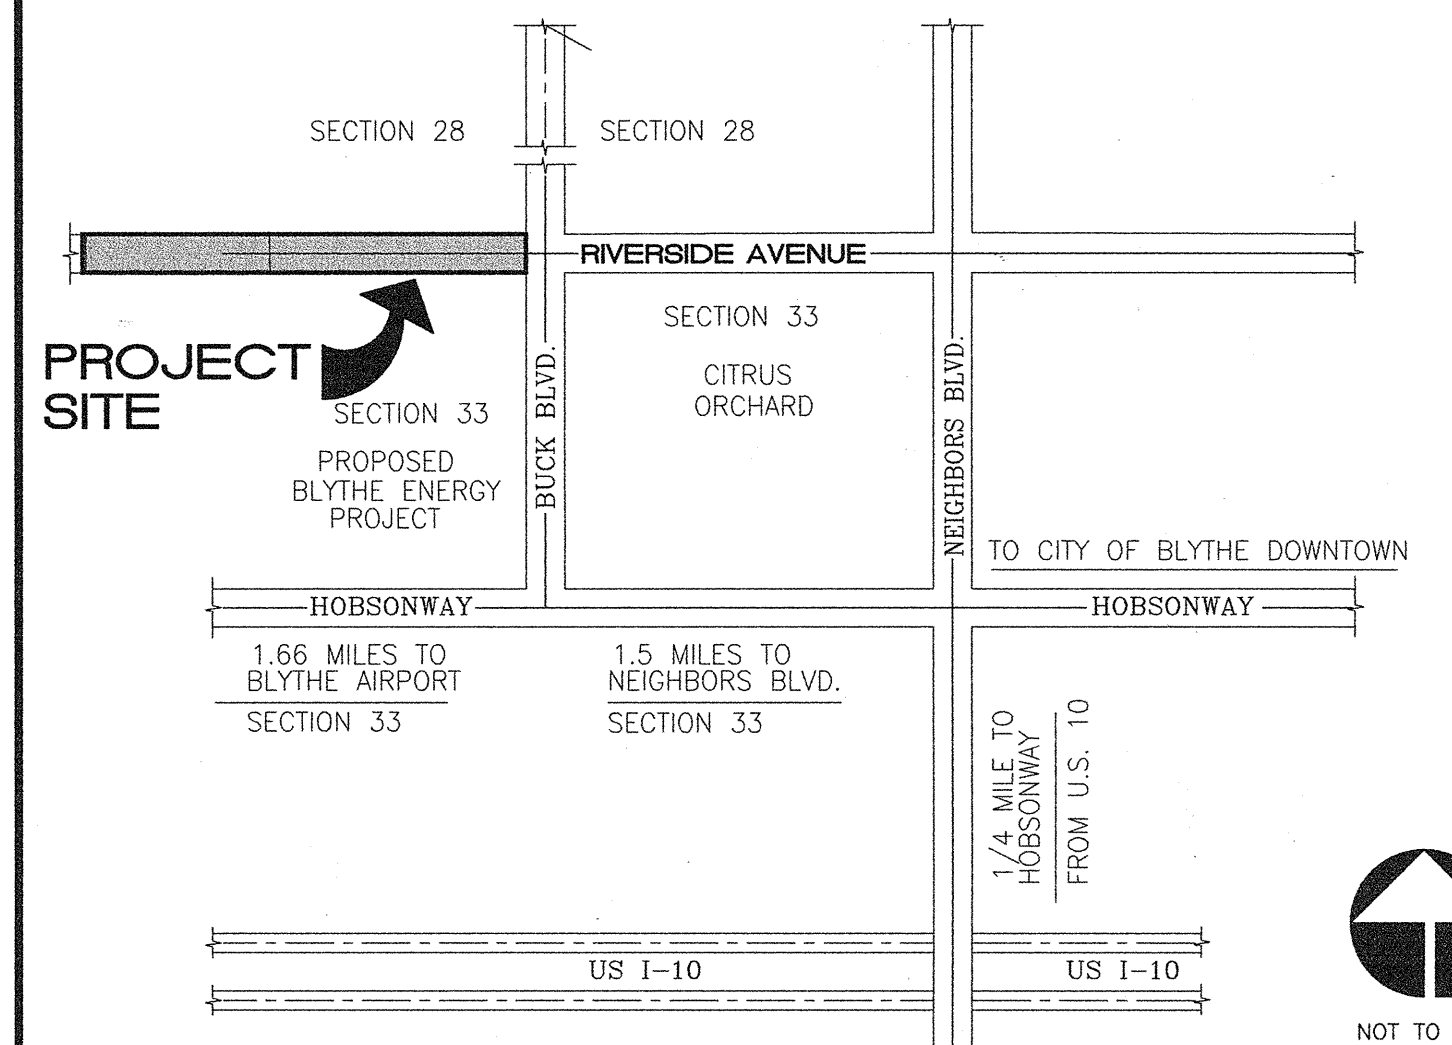 SECTION 28
SECTION 28
RIVERSIDE AVENUE
PROJECT
SITE
SECTION 33
PROPOSED
BLYTHE ENERGY
PROJECT
BUCK BLVD.
SECTION 33
CITRUS
ORCHARD
NEIGHBORS BLVD.
TO CITY OF BLYTHE DOWNTOWN
HOBSONWAY
HOBSONWAY
1.66 MILES TO
BLYTHE AIRPORT
SECTION 33
1.5 MILES TO
NEIGHBORS BLVD.
SECTION 33
1/4 MILE TO
HOBSONWAY
FROM U.S. 10
US I-10
US I-10
NOT TO